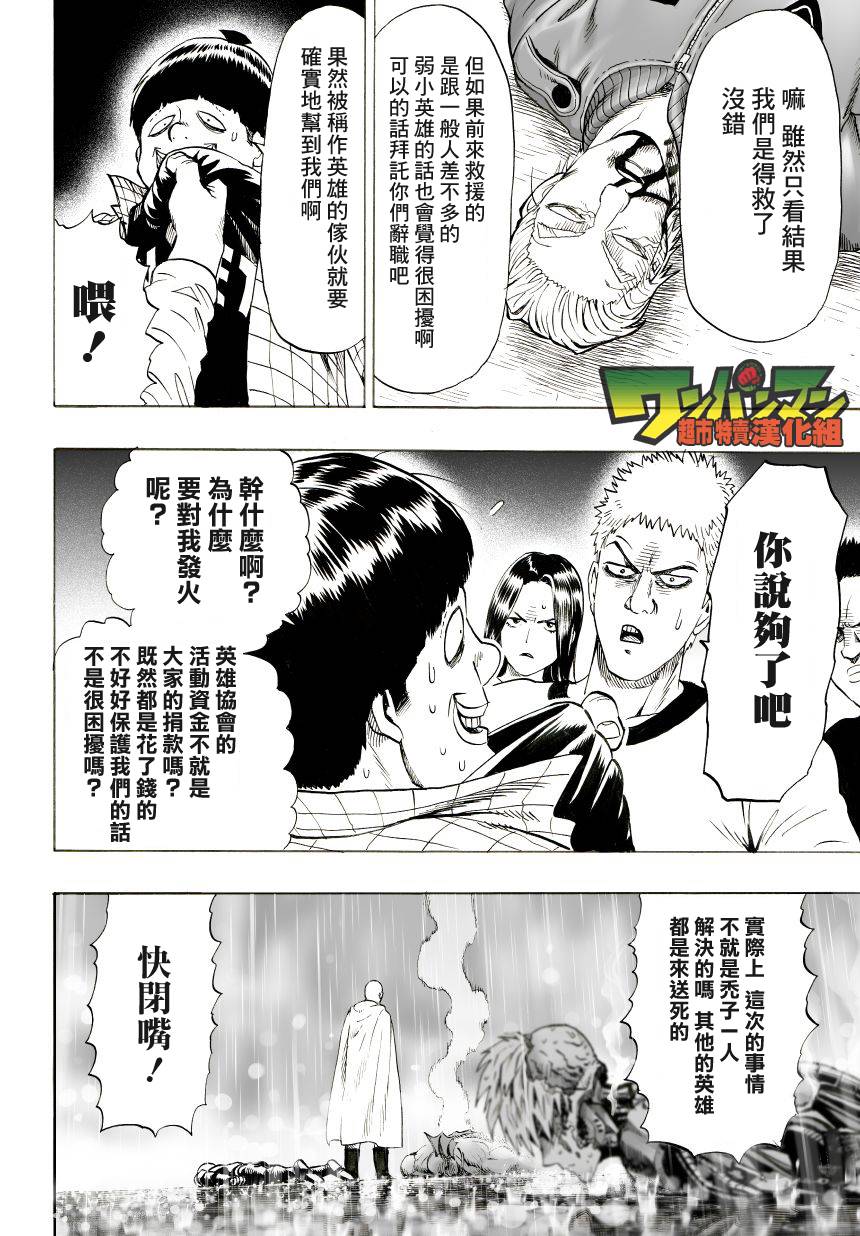 嘛 雖然只看結果
我們是得救了
沒錯
但如果前來救援的
是跟一般人差不多的
弱小英雄的話也會覺得很困擾啊
可以的話拜託你們辭職吧
果然被稱作英雄的傢伙就要
確實地幫到我們啊
喂！
ワンパンマン
超市特賣漢化組
你說夠了吧
幹什麼啊？
為什麼
要對我發火
呢？
英雄協會的
活動資金不就是
大家的捐款嗎？
既然都是花了錢的
不好好保護我們的話
不是很困擾嗎？
實際上 這次的事情
不就是禿子一人
解決的嗎 其他的英雄
都是來送死的
快閉嘴！